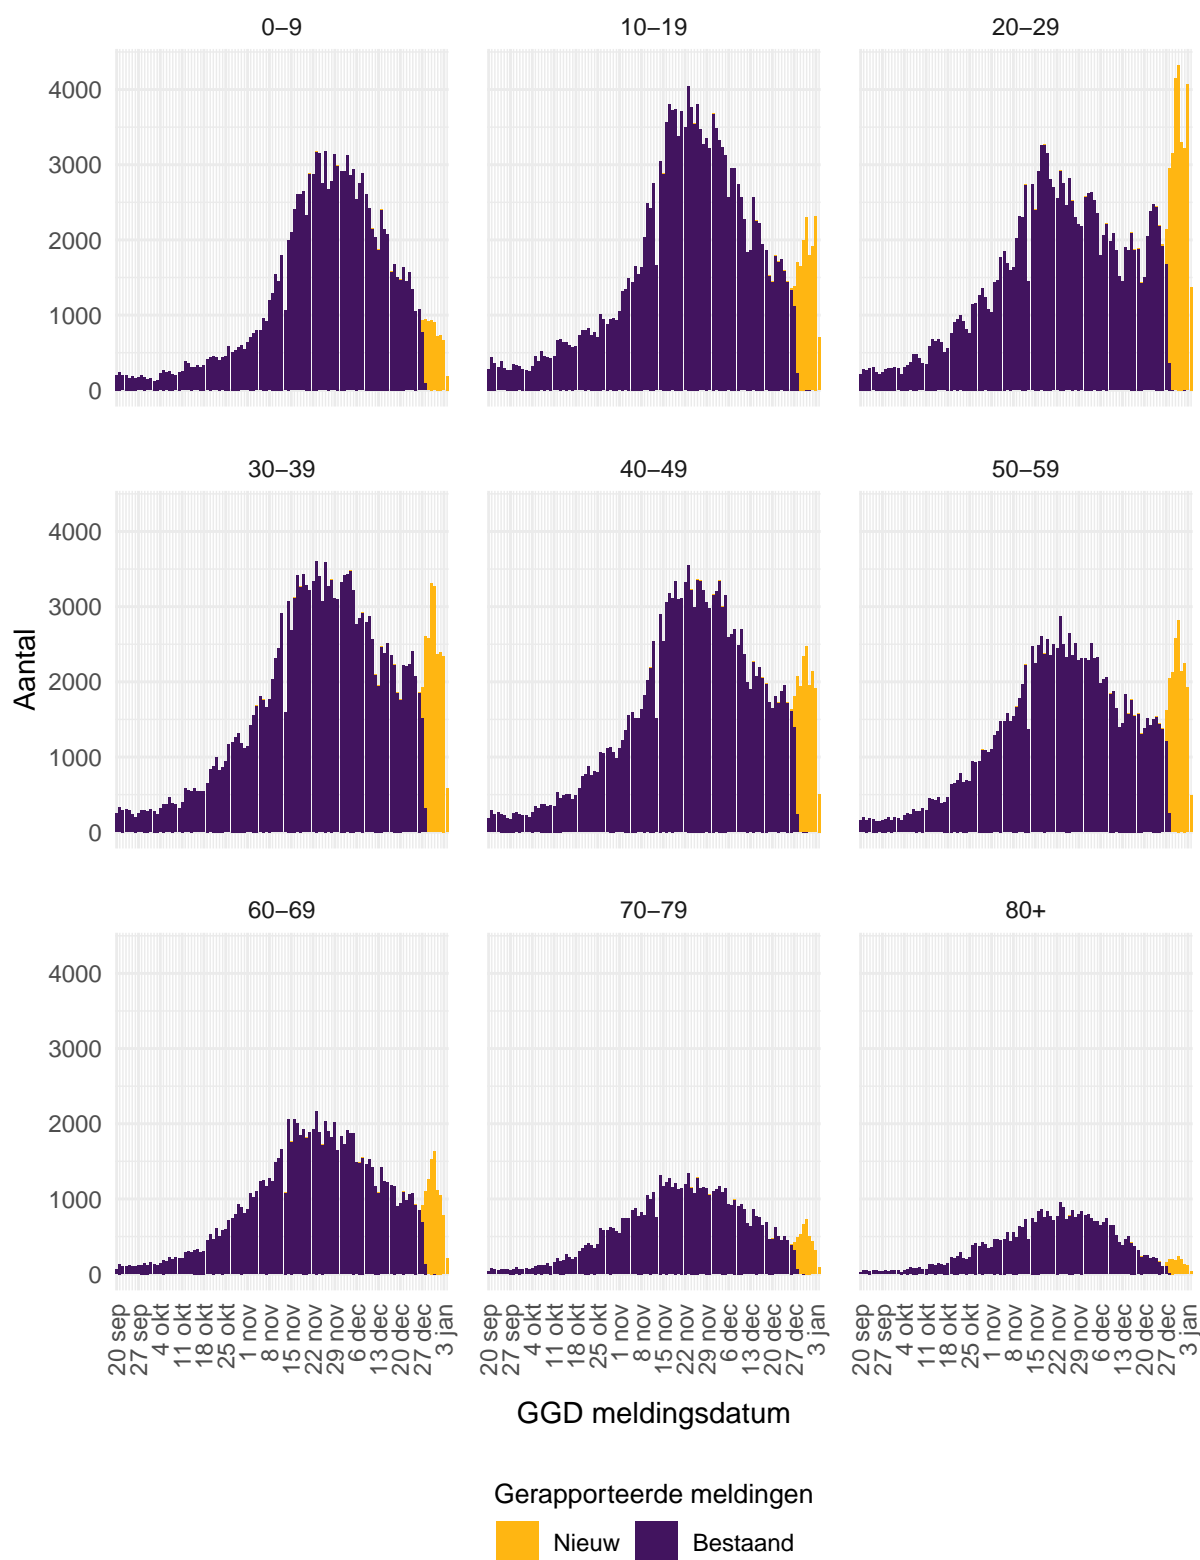 0–9 10–19 20–29
4000
3000
2000
1000
0
30–39 40–49 50–59
4000
3000
2000
1000
0
Aantal
60–69 70–79 80+
4000
3000
2000
1000
0
20 sep 27 sep 4 okt 11 okt 18 okt 25 okt 1 nov 8 nov 15 nov 22 nov 29 nov 6 dec 13 dec 20 dec 27 dec 3 jan
20 sep 27 sep 4 okt 11 okt 18 okt 25 okt 1 nov 8 nov 15 nov 22 nov 29 nov 6 dec 13 dec 20 dec 27 dec 3 jan
20 sep 27 sep 4 okt 11 okt 18 okt 25 okt 1 nov 8 nov 15 nov 22 nov 29 nov 6 dec 13 dec 20 dec 27 dec 3 jan
GGD meldingsdatum
Gerapporteerde meldingen
Nieuw Bestaand